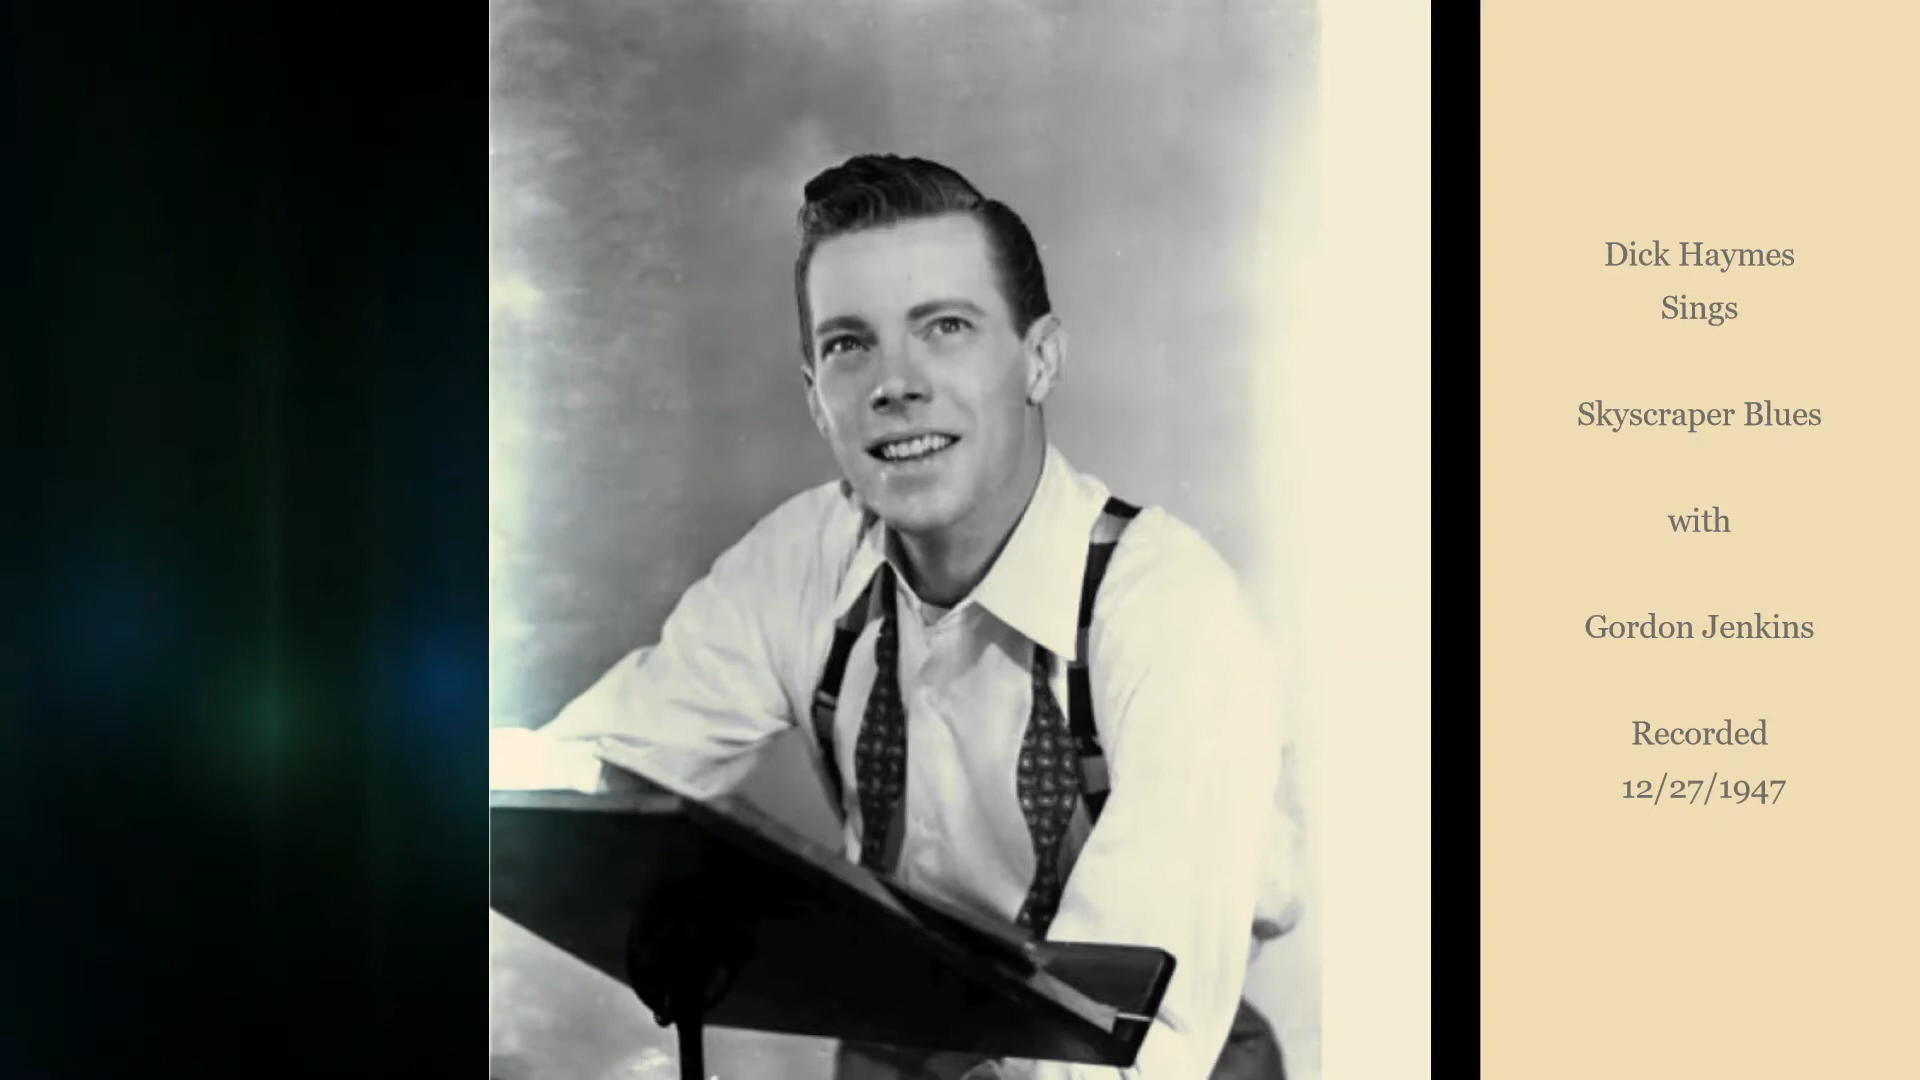 Dick Haymes
Sings
Skyscraper Blues
with
Gordon Jenkins
Recorded
12/27/1947